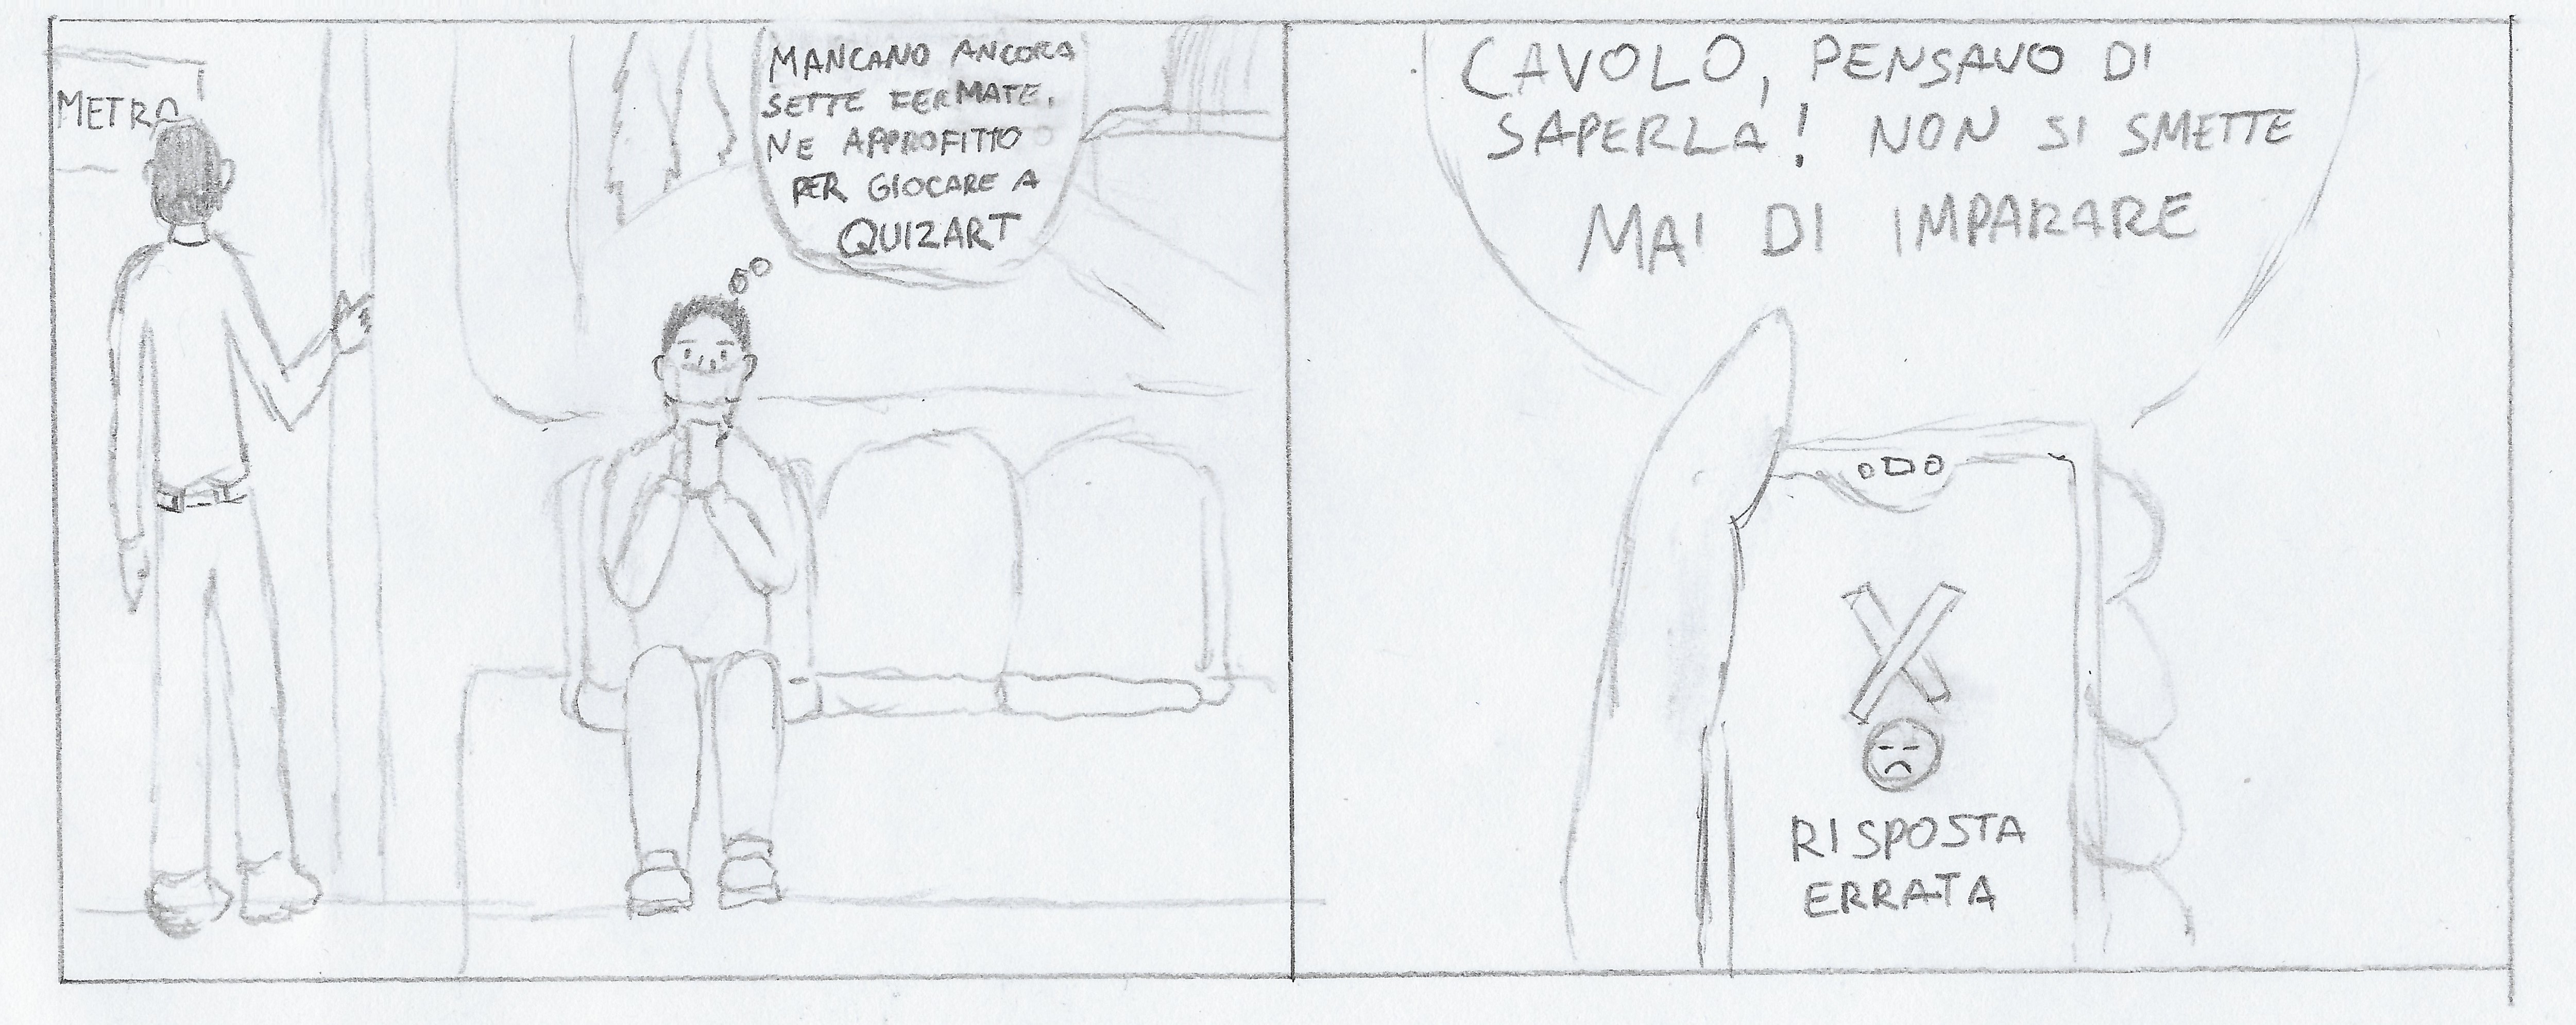 METRO
MANCANO ANCORA
SETTE FERMATE.
NE APPROFITTO
PER GIOCARE A
QUIZART
CAVOLO, PENSAVO DI
SAPERLA! NON SI SMETTE
MAI DI IMPARARE
RISPOSTA
ERRATA